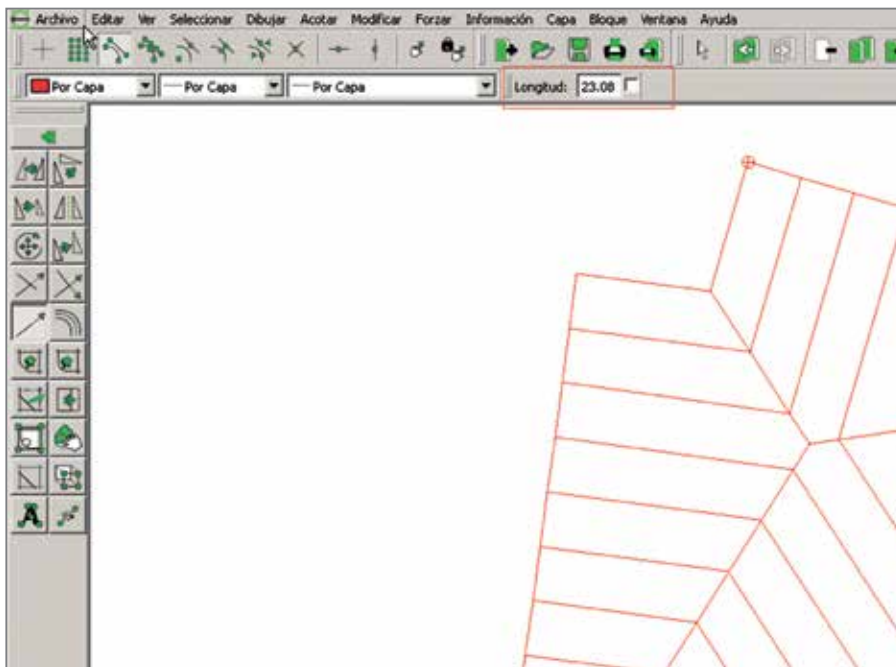 Archivo Editar Ver Seleccionar Dibujar Acotar Modificar Forzar Información Capa Bloque Ventana Ayuda
Por Capa Por Capa Por Capa Longitud: 23.08
A